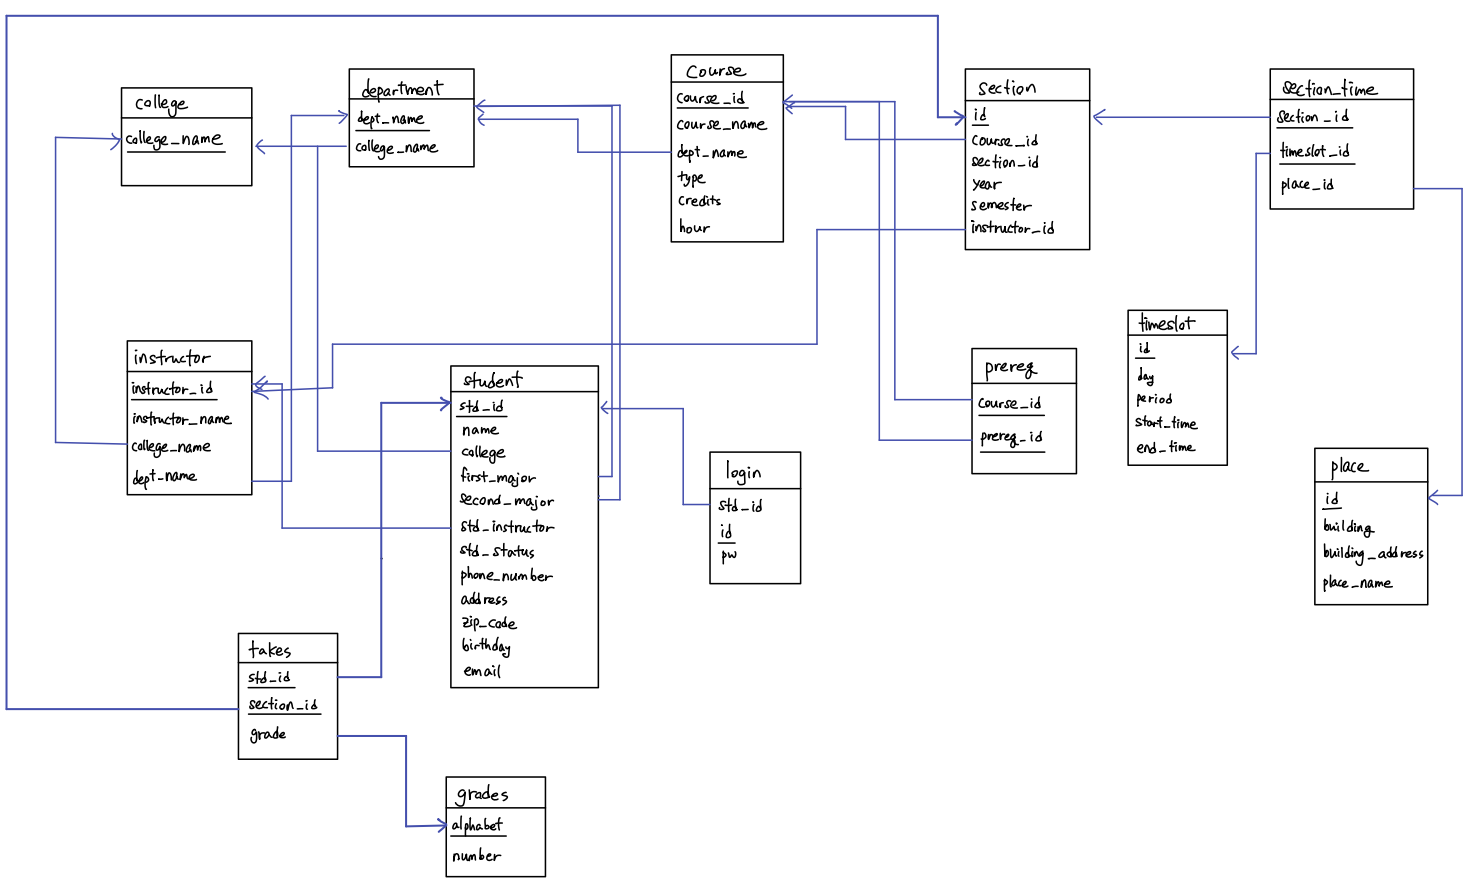 college
college_name
department
dept_name
college_name
Course
course_id
course_name
dept_name
type
credits
hour
section
id
course_id
section_id
year
semester
instructor_id
section_time
section_id
timeslot_id
place_id
instructor
instructor_id
instructor_name
college_name
dept_name
student
std_id
name
college
first_major
second_major
std_instructor
std_status
phone_number
address
zip_code
birthday
email
login
std_id
id
pw
prereq
course_id
prereq_id
timeslot
id
day
period
start_time
end_time
place
id
building
building_address
place_name
takes
std_id
section_id
grade
grades
alphabet
number